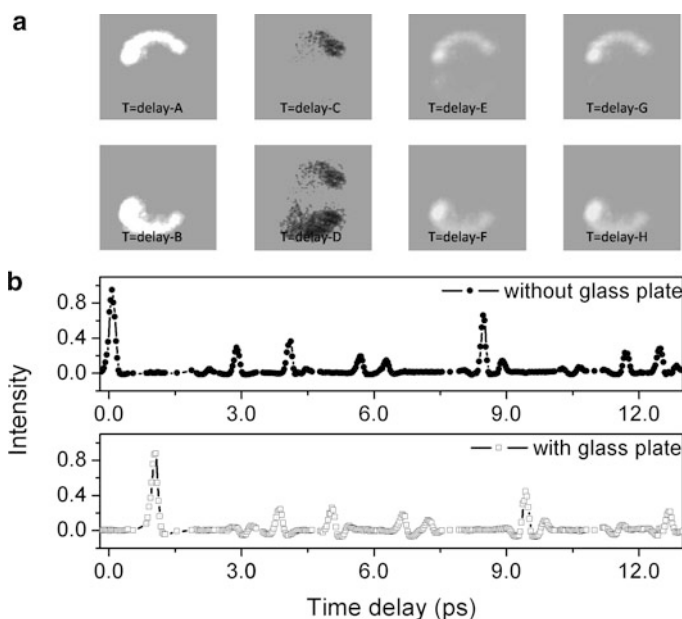 a
T=delay-A T=delay-C T=delay-E T=delay-G
T=delay-B T=delay-D T=delay-F T=delay-H
b
0.8
0.4
0.0
without glass plate
0.0 3.0 6.0 9.0 12.0
Intensity
0.8
0.4
0.0
with glass plate
0.0 3.0 6.0 9.0 12.0
Time delay (ps)